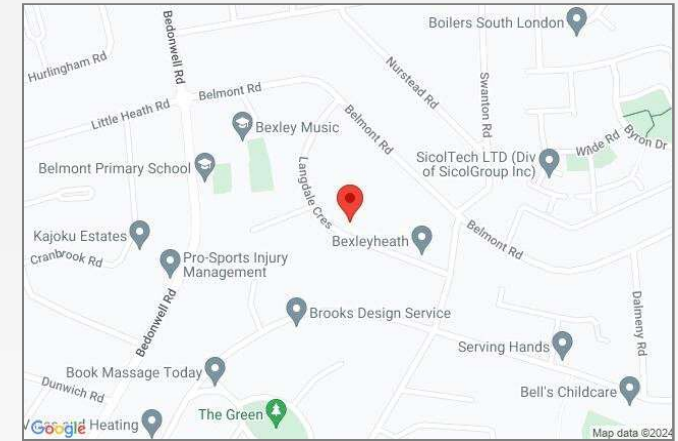 Boilers South London
Hurlingham Rd
Bedonwell Rd
Nurstead Rd
Swanton Rd
Belmont Rd
Little Heath Rd
Belmont Rd
Bexley Music
Wilde Rd
Byron Dr
SicolTech LTD (Div
of SicolGroup Inc)
Belmont Primary School
Langdale Cres
Kajoku Estates
Bexleyheath
Belmont Rd
Cranbrook Rd
Pro-Sports Injury
Management
Dalmeny Rd
Bedonwell Rd
Brooks Design Service
Serving Hands
Book Massage Today
Dunwich Rd
Bell's Childcare
The Green
and Heating
Google
Map data ©2024